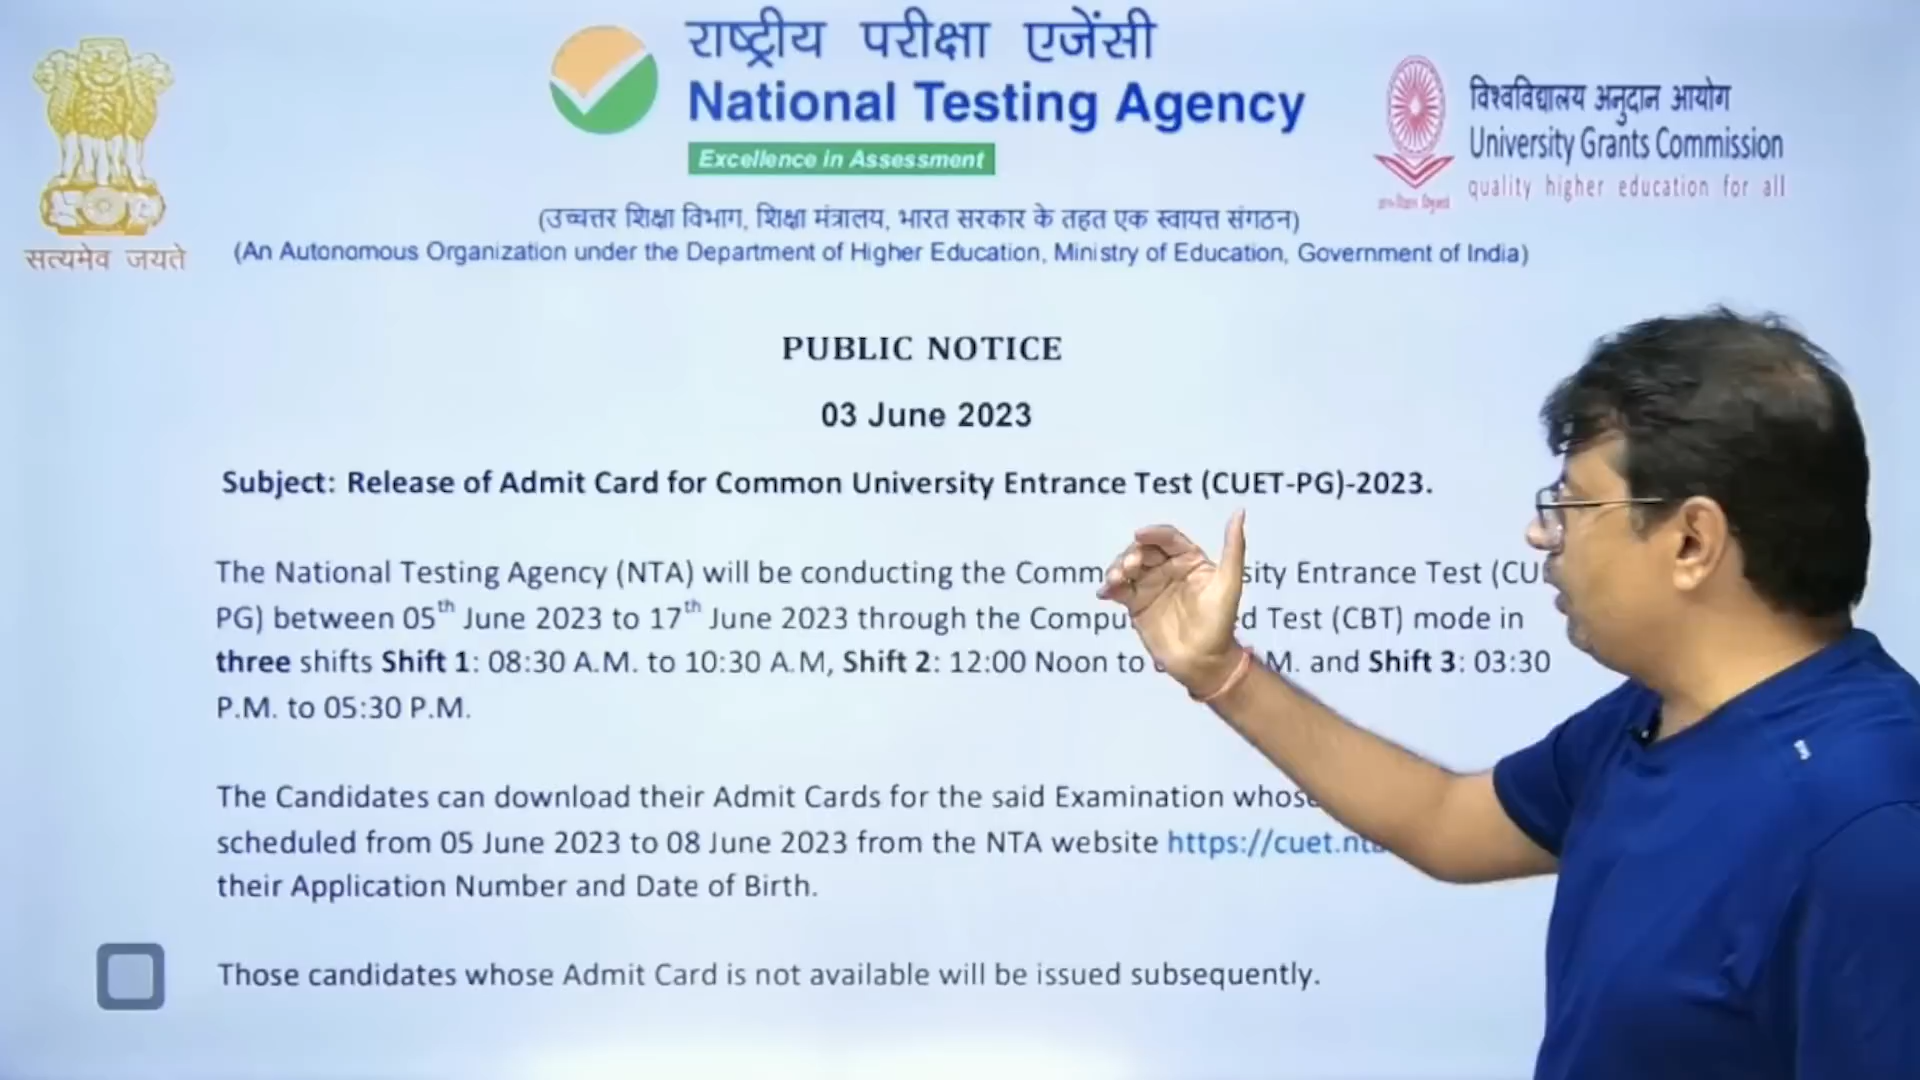 राष्ट्रीय परीक्षा एजेंसी
National Testing Agency
Excellence in Assessment
विश्वविद्यालय अनुदान आयोग
University Grants Commission
quality higher education for all
सत्यमेव जयते
(उच्चत्तर शिक्षा विभाग, शिक्षा मंत्रालय, भारत सरकार के तहत एक स्वायत्त संगठन)
(An Autonomous Organization under the Department of Higher Education, Ministry of Education, Government of India)
PUBLIC NOTICE
03 June 2023
Subject: Release of Admit Card for Common University Entrance Test (CUET-PG)-2023.
The National Testing Agency (NTA) will be conducting the Entrance Test
PG) between 05th June 2023 to 17th June 2023 through the Test (CBT) mode in
three shifts Shift 1: 08:30 A.M. to 10:30 A.M, Shift 2: 12:00 Noon to and Shift 3: 03:30
P.M. to 05:30 P.M.
The Candidates can download their Admit Cards for the said Examination whose
scheduled from 05 June 2023 to 08 June 2023 from the NTA website https://cuet.nta
their Application Number and Date of Birth.
Those candidates whose Admit Card is not available will be issued subsequently.